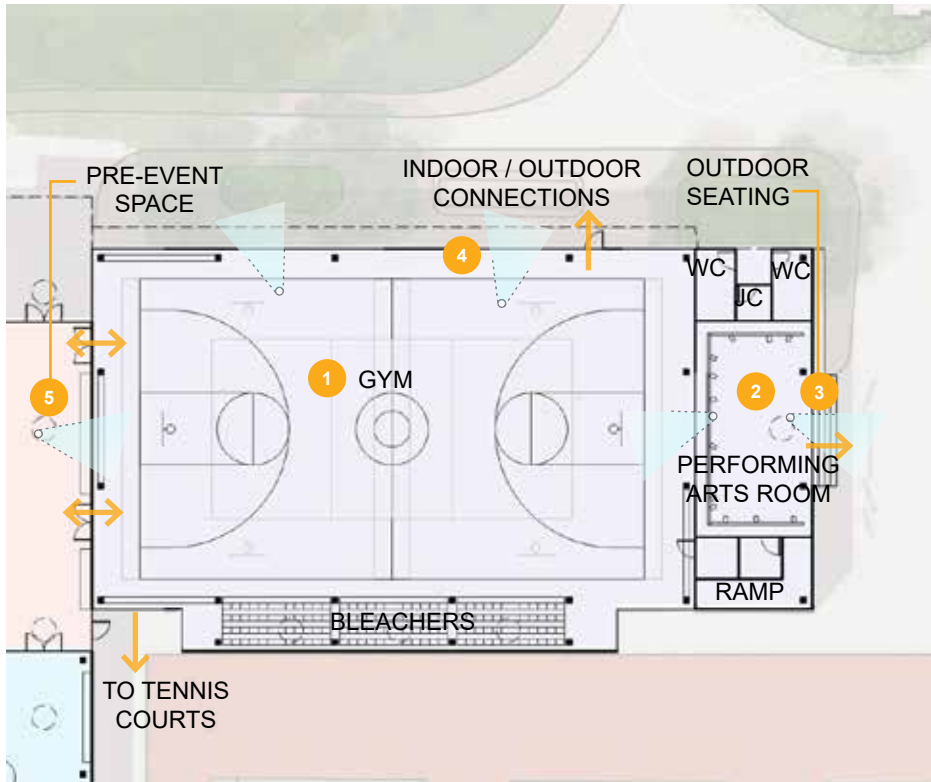 PRE-EVENT
SPACE
INDOOR / OUTDOOR
CONNECTIONS
OUTDOOR
SEATING
4
WC
WC
JC
1
GYM
5
2
3
PERFORMING
ARTS ROOM
RAMP
BLEACHERS
TO TENNIS
COURTS